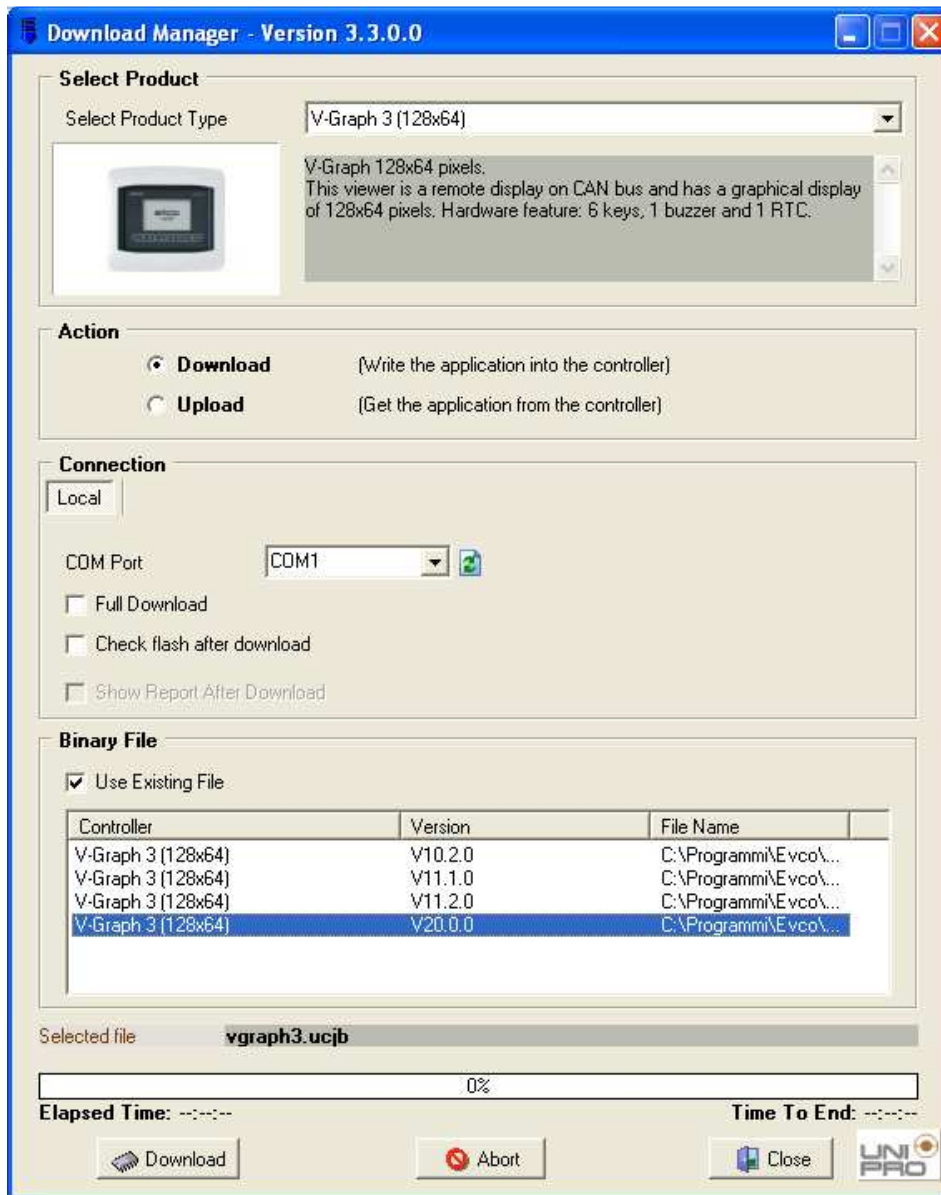 Download Manager - Version 3.3.0.0
Select Product
Select Product Type
V-Graph 3 (128x64)
V-Graph 128x64 pixels.
This viewer is a remote display on CAN bus and has a graphical display
of 128x64 pixels. Hardware feature: 6 keys, 1 buzzer and 1 RTC.
Action
Download (Write the application into the controller)
Upload (Get the application from the controller)
Connection
Local
COM Port COM1
Full Download
Check flash after download
Show Report After Download
Binary File
Use Existing File
Controller Version File Name
V-Graph 3 (128x64) V10.2.0 C:\Programmi\Evco\...
V-Graph 3 (128x64) V11.1.0 C:\Programmi\Evco\...
V-Graph 3 (128x64) V11.2.0 C:\Programmi\Evco\...
V-Graph 3 (128x64) V20.0.0 C:\Programmi\Evco\...
Selected file vgraph3.ucjb
0%
Elapsed Time: --:--:-- Time To End: --:--:--
Download Abort Close
UNI
PRO